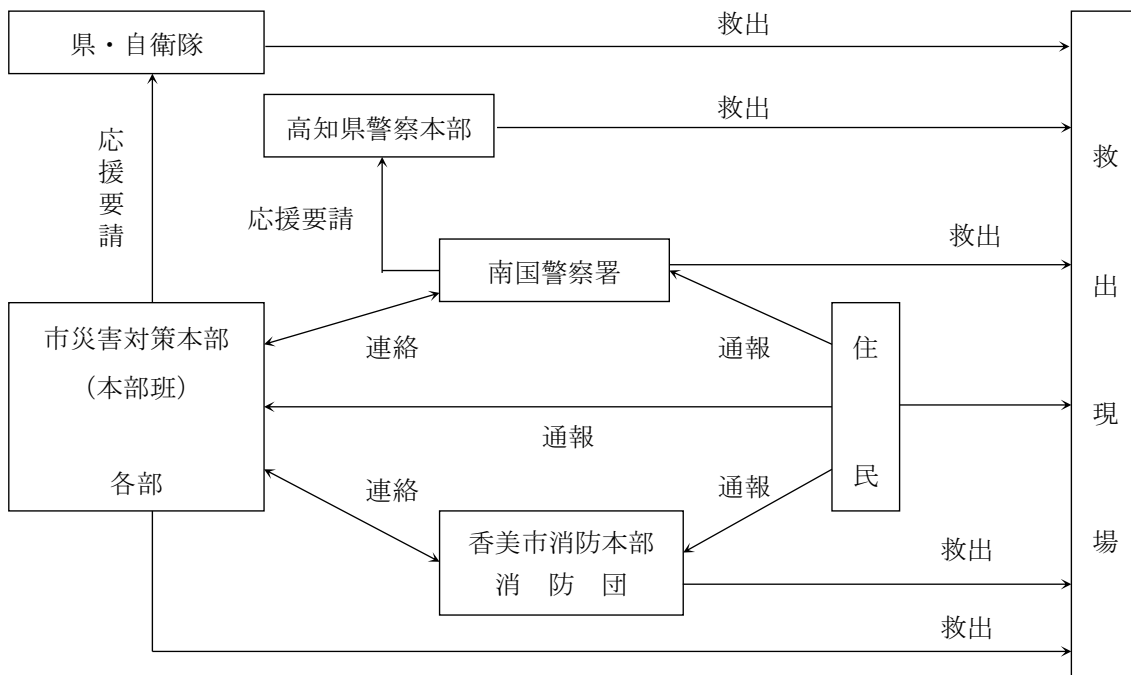 救出
県・自衛隊
救出
高知県警察本部
応援要請
応援要請
救出
南国警察署
市災害対策本部
（本部班）
各部
連絡
通報
住民
通報
連絡
通報
香美市消防本部
消　防　団
救出
救出
救出現場